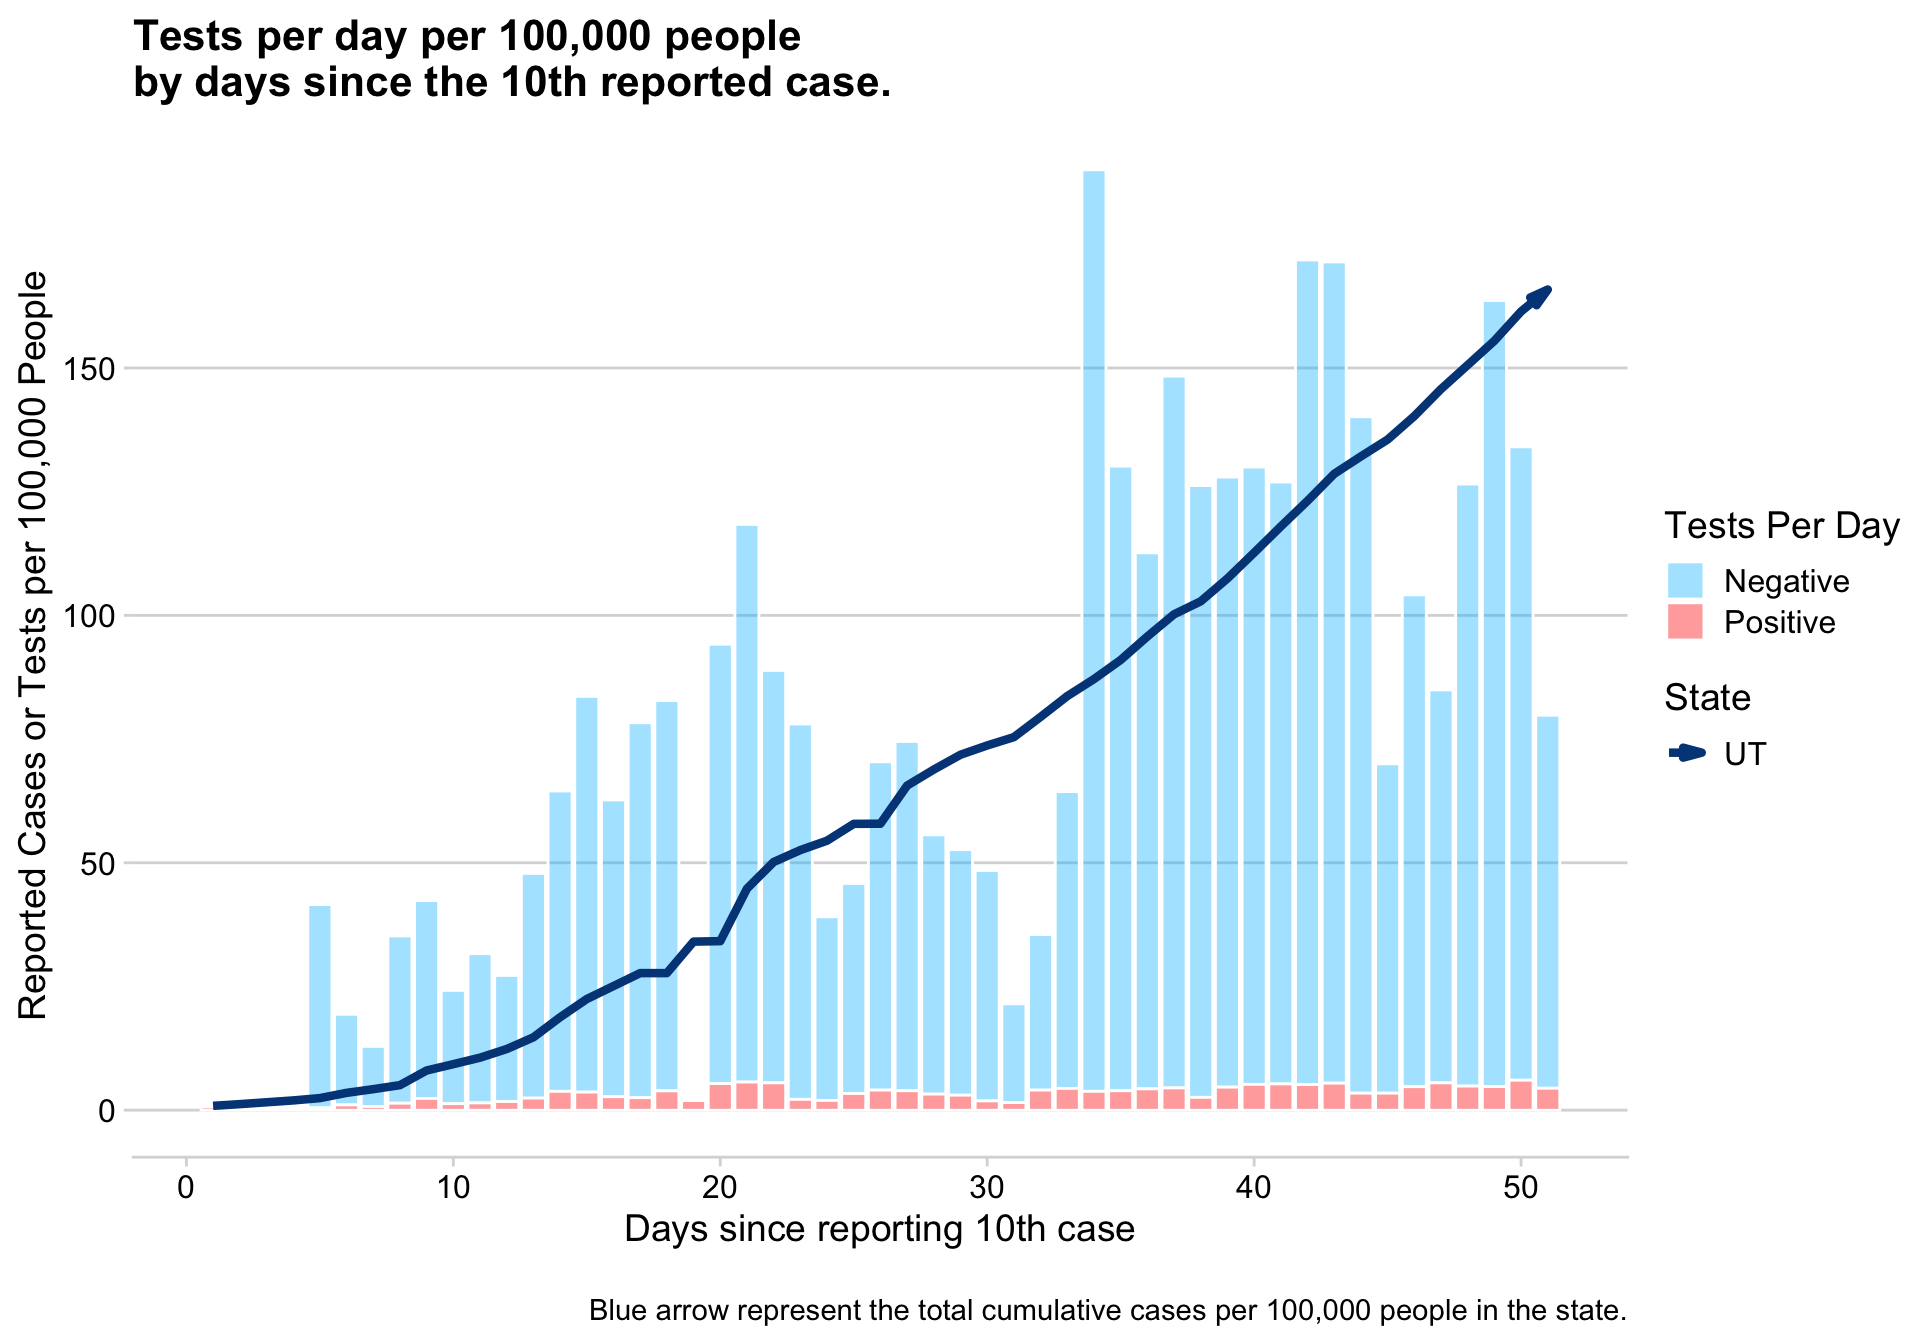 Tests per day per 100,000 people
by days since the 10th reported case.
Reported Cases or Tests per 100,000 People
150
100
50
0
0 10 20 30 40 50
Days since reporting 10th case
Tests Per Day
Negative
Positive
State
UT
Blue arrow represent the total cumulative cases per 100,000 people in the state.